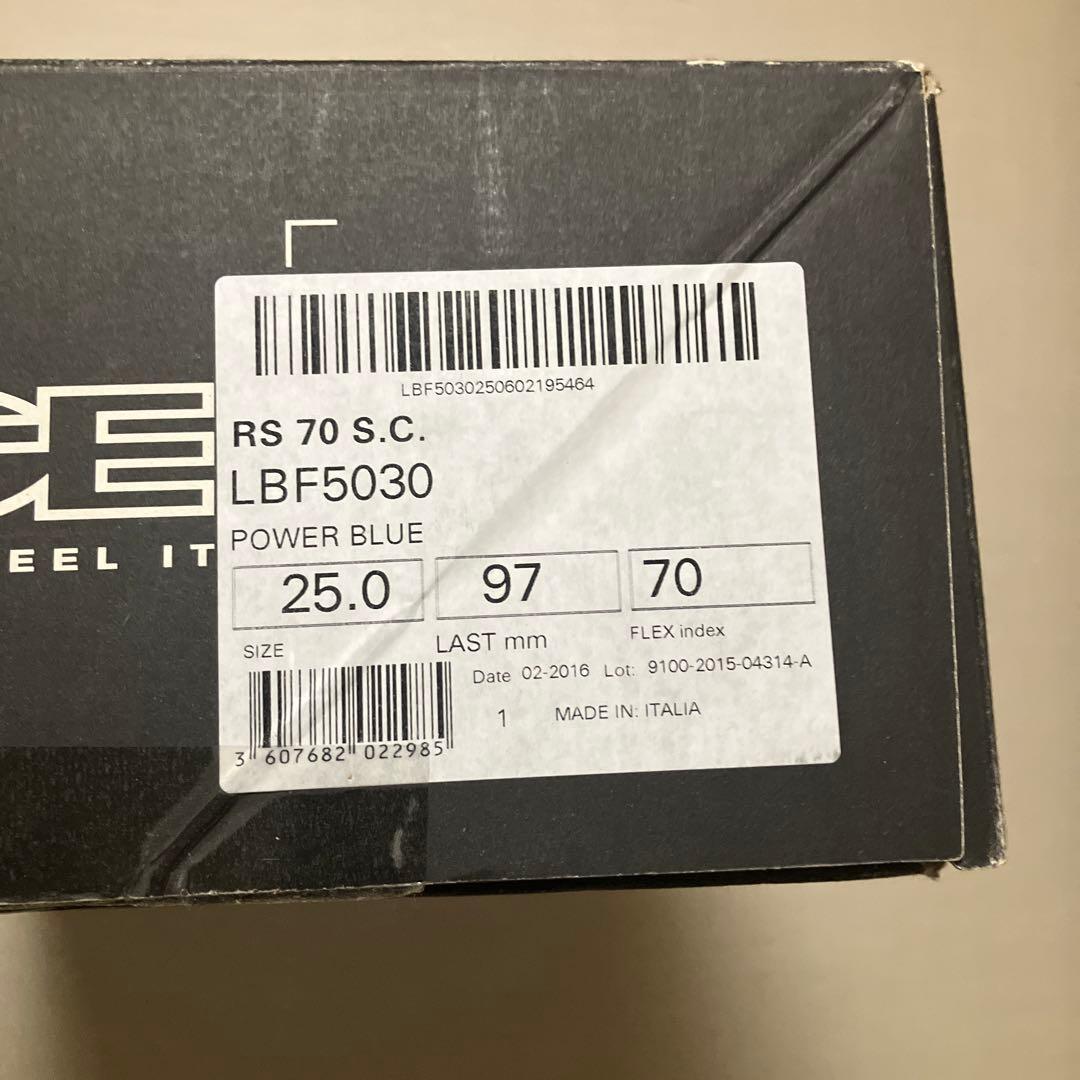 LBF5030250602195464
RS 70 S.C.
LBF5030
POWER BLUE
25.0 97 70
SIZE LAST mm FLEX index
Date 02-2016 Lot: 9100-2015-04314-A
1 MADE IN: ITALIA
3 607682 022985
CE
EEL IT